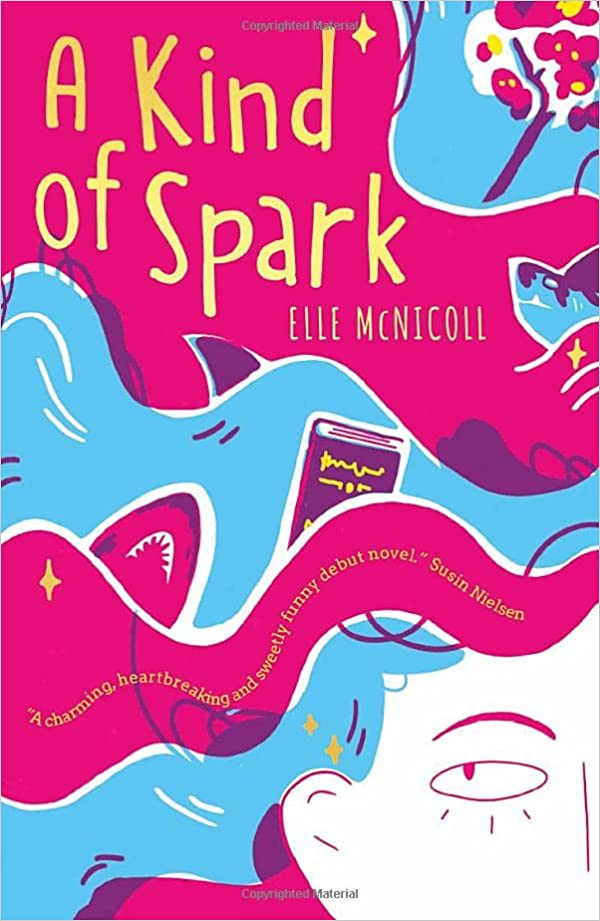 Copyrighted Material
A Kind
of Spark
ELLE McNICOLL
"A charming, heartbreaking and sweetly funny debut novel." Susin Nielsen
Copyrighted Material